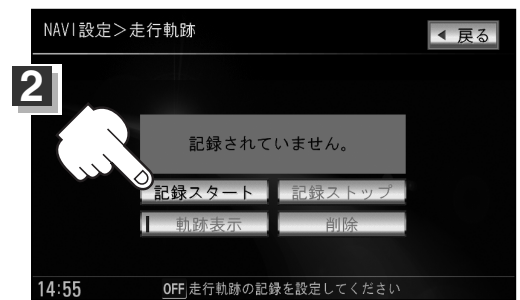 NAVI設定＞走行軌跡
◀ 戻る
2
記録されていません。
記録スタート 記録ストップ
軌跡表示 削除
14:55 OFF 走行軌跡の記録を設定してください